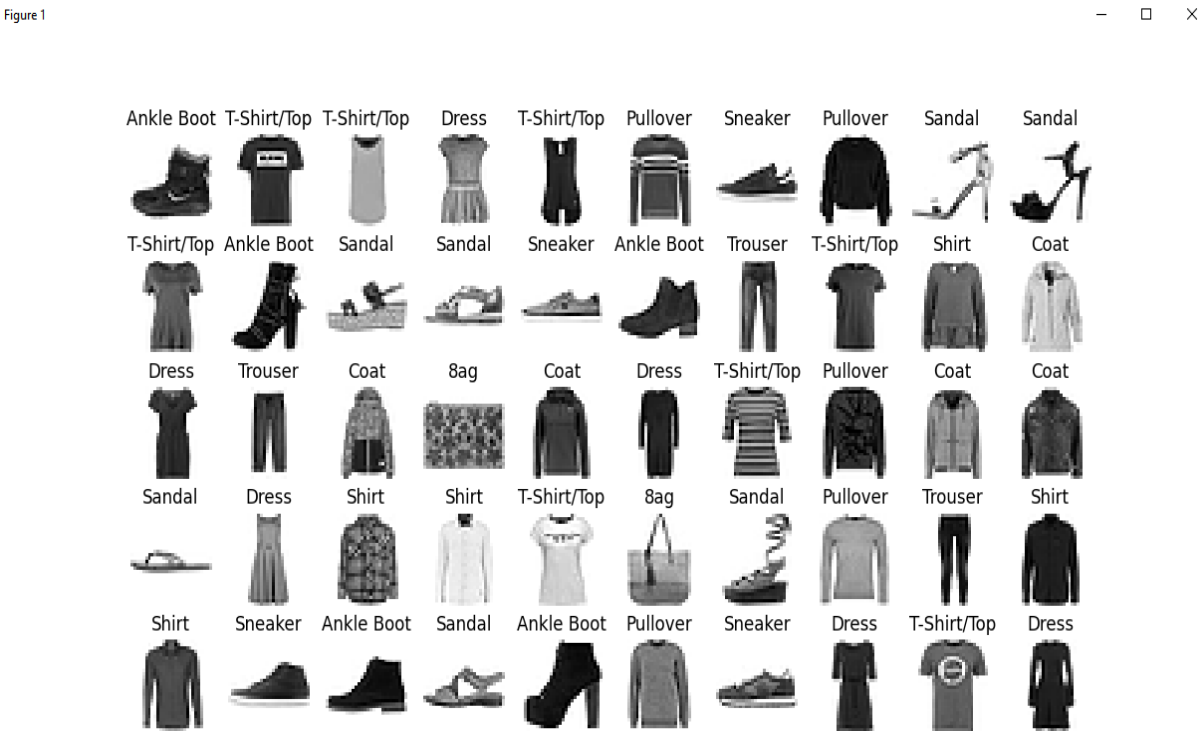 Figure 1
Ankle Boot T-Shirt/Top T-Shirt/Top Dress T-Shirt/Top Pullover Sneaker Pullover Sandal Sandal
T-Shirt/Top Ankle Boot Sandal Sandal Sneaker Ankle Boot Trouser T-Shirt/Top Shirt Coat
Dress Trouser Coat 8ag Coat Dress T-Shirt/Top Pullover Coat Coat
Sandal Dress Shirt Shirt T-Shirt/Top 8ag Sandal Pullover Trouser Shirt
Shirt Sneaker Ankle Boot Sandal Ankle Boot Pullover Sneaker Dress T-Shirt/Top Dress